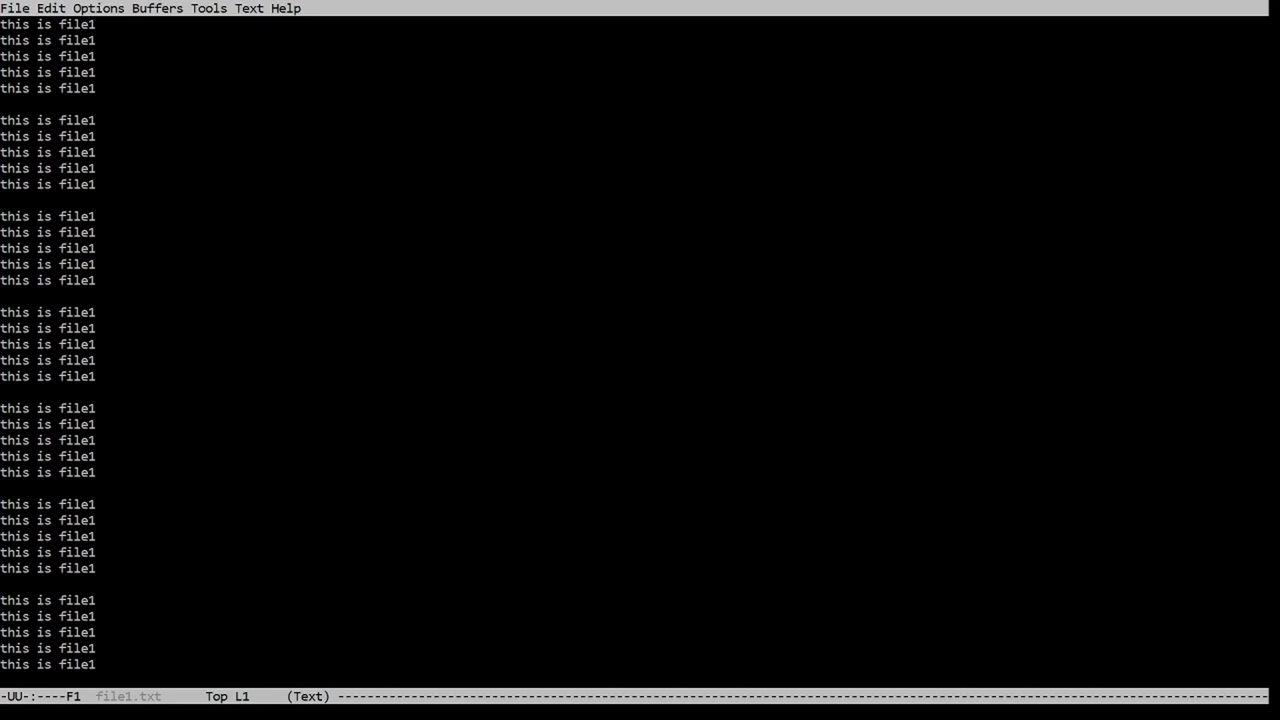 File Edit Options Buffers Tools Text Help
this is file1
this is file1
this is file1
this is file1
this is file1

this is file1
this is file1
this is file1
this is file1
this is file1

this is file1
this is file1
this is file1
this is file1
this is file1

this is file1
this is file1
this is file1
this is file1
this is file1

this is file1
this is file1
this is file1
this is file1
this is file1

this is file1
this is file1
this is file1
this is file1
this is file1

this is file1
this is file1
this is file1
this is file1
this is file1

-UU-:----F1  file1.txt      Top L1     (Text) -------------------------------------------------------------------------------------------------------------------------------